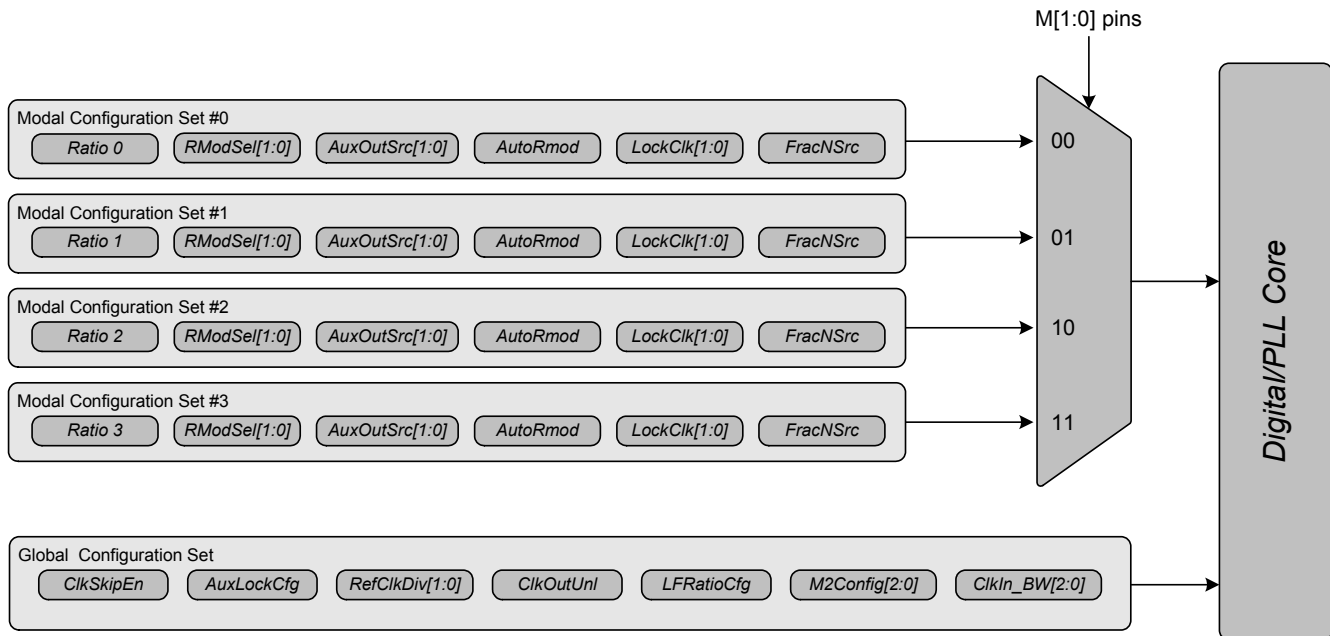 M[1:0] pins
Modal Configuration Set #0
Ratio 0 RModSel[1:0] AuxOutSrc[1:0] AutoRmod LockClk[1:0] FracNSrc
00
Modal Configuration Set #1
Ratio 1 RModSel[1:0] AuxOutSrc[1:0] AutoRmod LockClk[1:0] FracNSrc
01
Modal Configuration Set #2
Ratio 2 RModSel[1:0] AuxOutSrc[1:0] AutoRmod LockClk[1:0] FracNSrc
10
Modal Configuration Set #3
Ratio 3 RModSel[1:0] AuxOutSrc[1:0] AutoRmod LockClk[1:0] FracNSrc
11
Digital/PLL Core
Global Configuration Set
ClkSkipEn AuxLockCfg RefClkDiv[1:0] ClkOutUnl LFRatioCfg M2Config[2:0] ClkIn_BW[2:0]